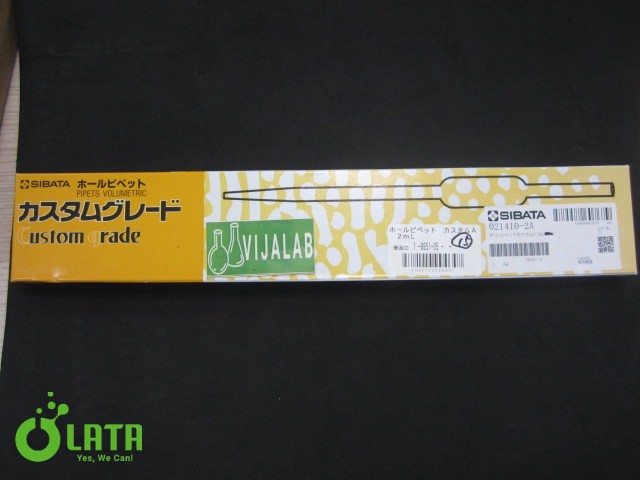 SIBATA ホールピペット
PIPETS VOLUMETRIC
カスタムグレード
Custom grade
VIJALAB
ホールピペット カスタムA
2mL
SIBATA
021410-2A
LATA
Yes, We Can!